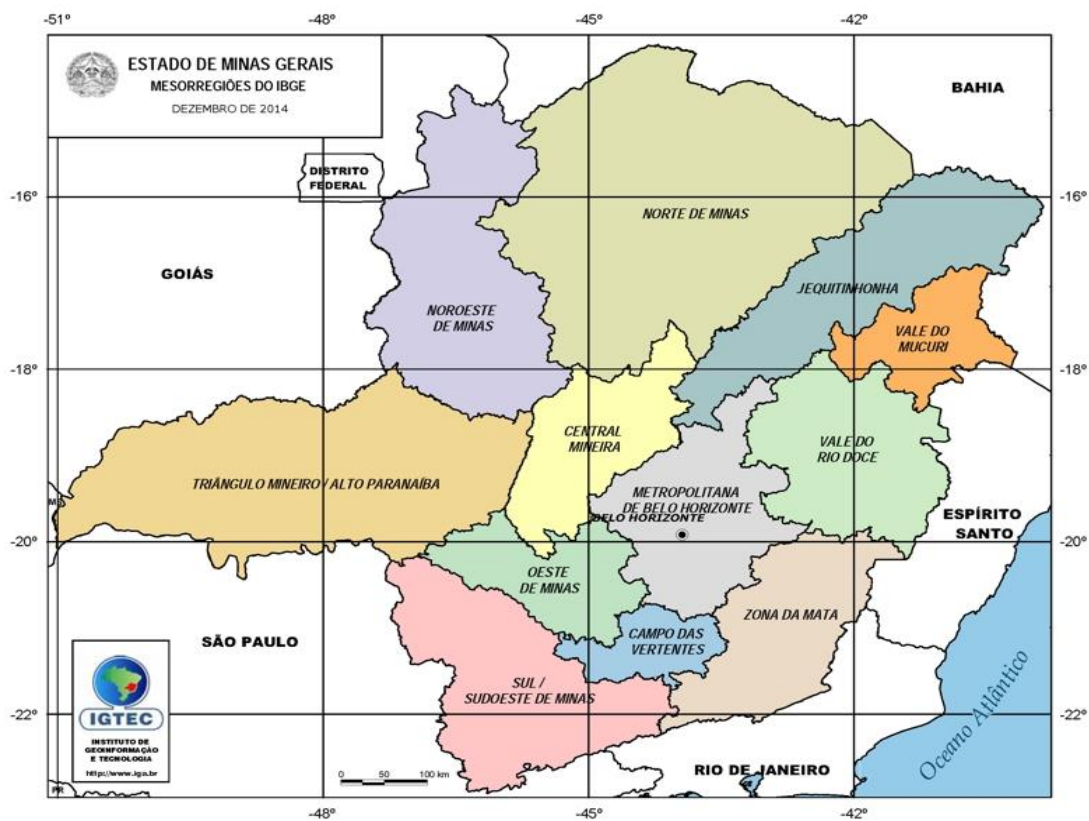 -51°
-48°
-45°
-42°
ESTADO DE MINAS GERAIS
MESORREGIÕES DO IBGE
DEZEMBRO DE 2014
BAHIA
DISTRITO
FEDERAL
-16°
-16°
NORTE DE MINAS
GOIÁS
JEQUITINHONHA
NOROESTE
DE MINAS
VALE DO
MUCURI
-18°
-18°
CENTRAL
MINEIRA
VALE DO
RIO DOCE
TRIÂNGULO MINEIRO / ALTO PARANAÍBA
METROPOLITANA
DE BELO HORIZONTE
BELO HORIZONTE
ESPÍRITO
SANTO
-20°
-20°
OESTE
DE MINAS
ZONA DA MATA
SÃO PAULO
CAMPO DAS
VERTENTES
SUL /
SUDOESTE DE MINAS
IGTEC
INSTITUTO DE
GEOINFORMAÇÃO
E TECNOLOGIA
http://www.iga.br
-22°
-22°
Oceano Atlântico
RIO DE JANEIRO
0 50 100 km
PR
-48°
-45°
-42°